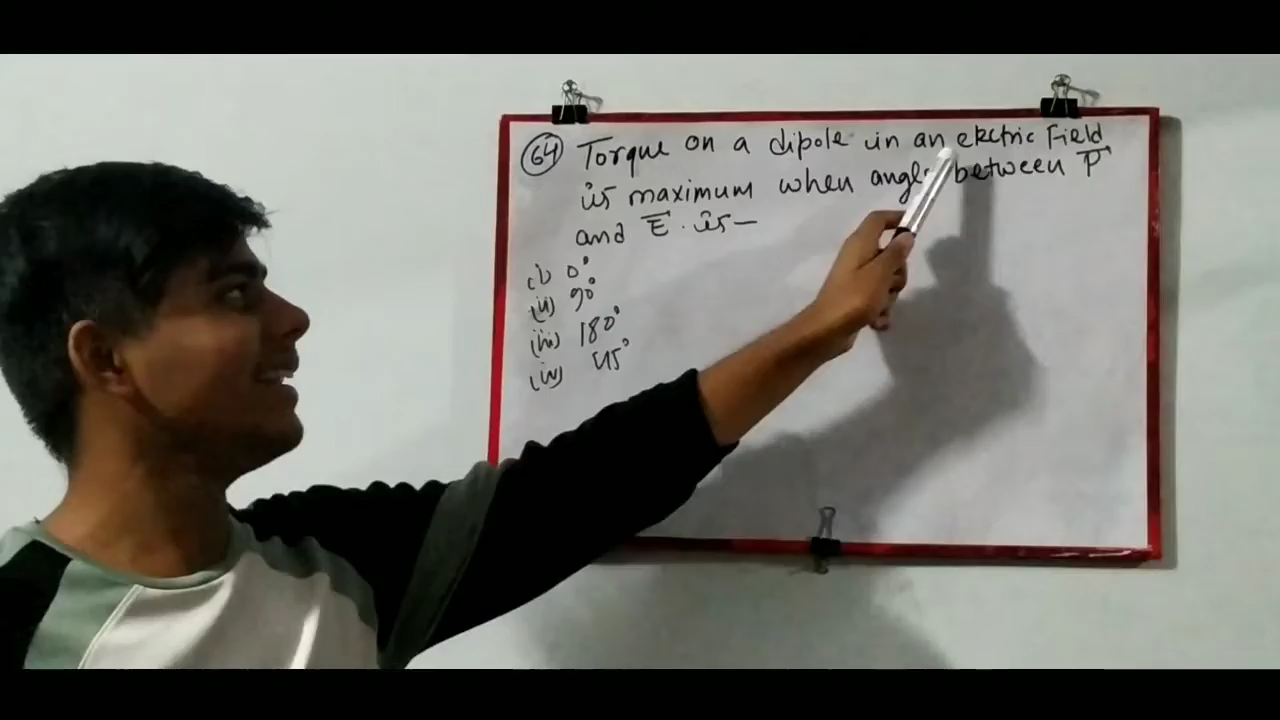 64 Torque on a dipole in an electric field
is maximum when angle between P
and E. is-
(i) 0°
(ii) 90°
(iii) 180°
(iv) 45°